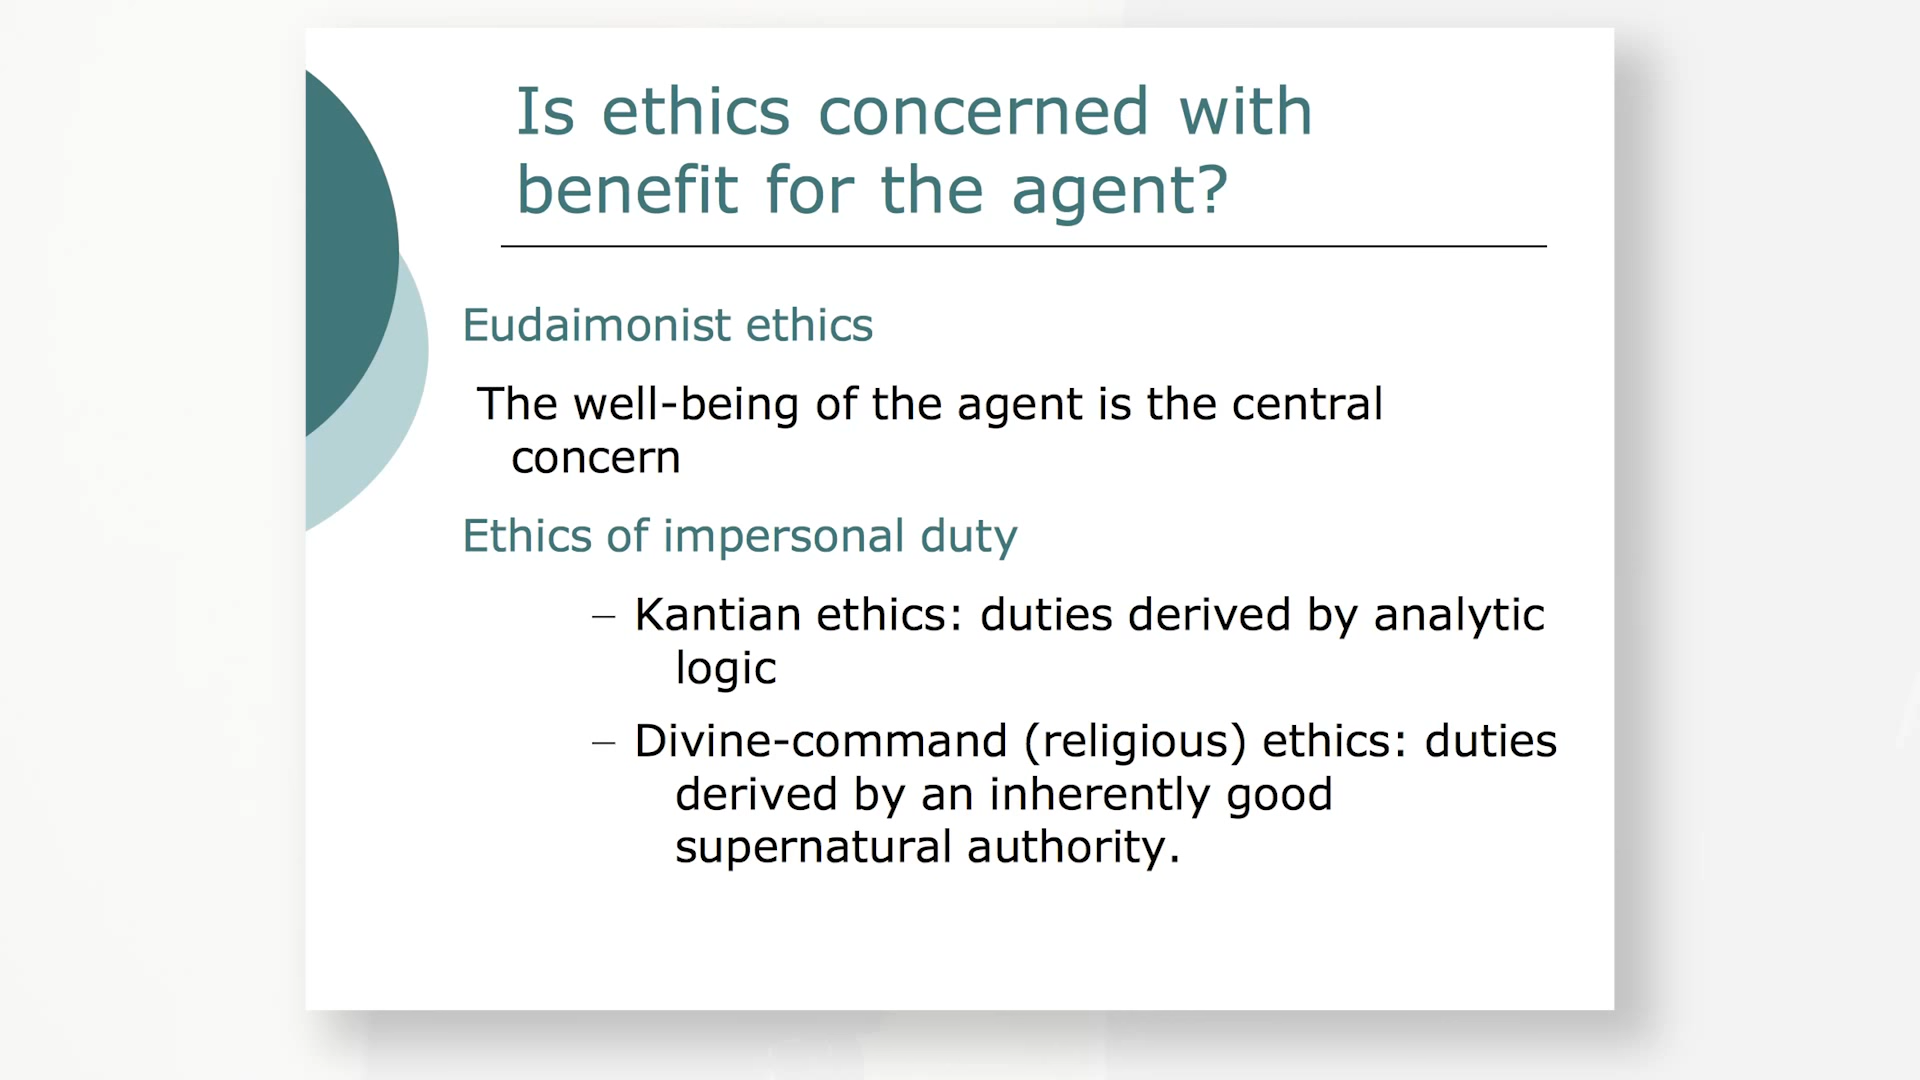 Is ethics concerned with
benefit for the agent?
Eudaimonist ethics
The well-being of the agent is the central
concern
Ethics of impersonal duty
– Kantian ethics: duties derived by analytic
logic
– Divine-command (religious) ethics: duties
derived by an inherently good
supernatural authority.